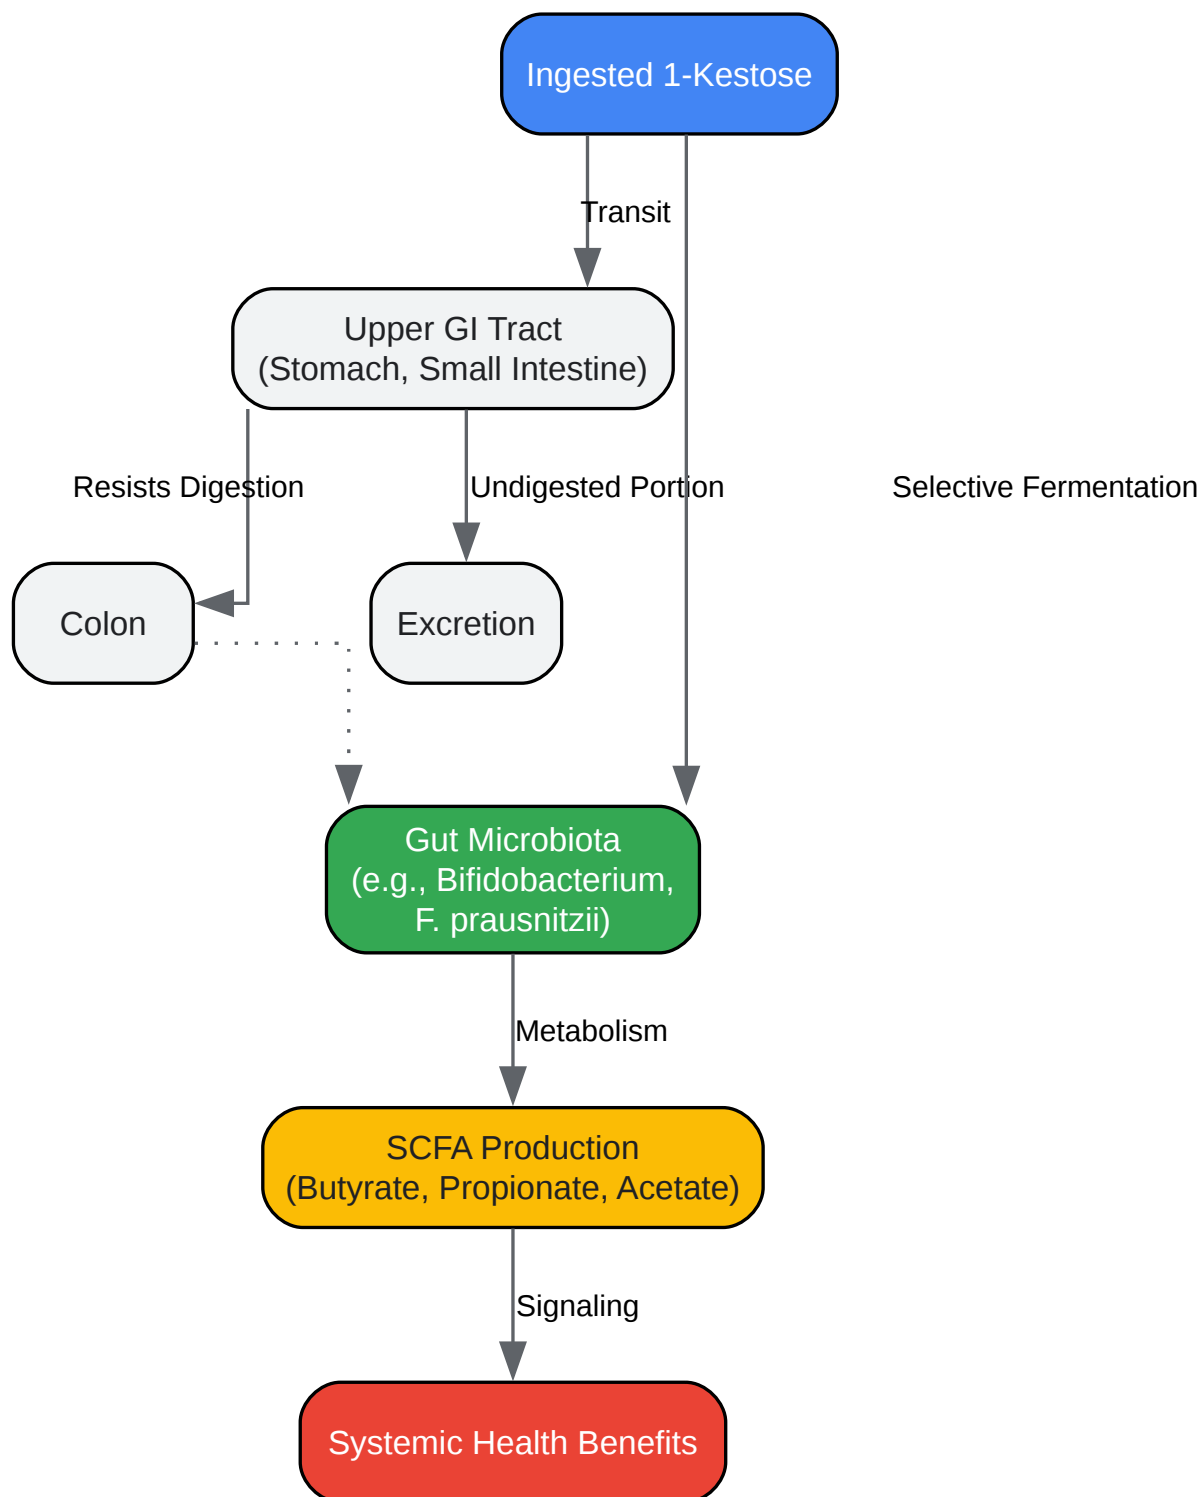 Ingested 1-Kestose
Transit
Upper GI Tract
(Stomach, Small Intestine)
Resists Digestion
Undigested Portion
Selective Fermentation
Colon
Excretion
Gut Microbiota
(e.g., Bifidobacterium,
F. prausnitzii)
Metabolism
SCFA Production
(Butyrate, Propionate, Acetate)
Signaling
Systemic Health Benefits